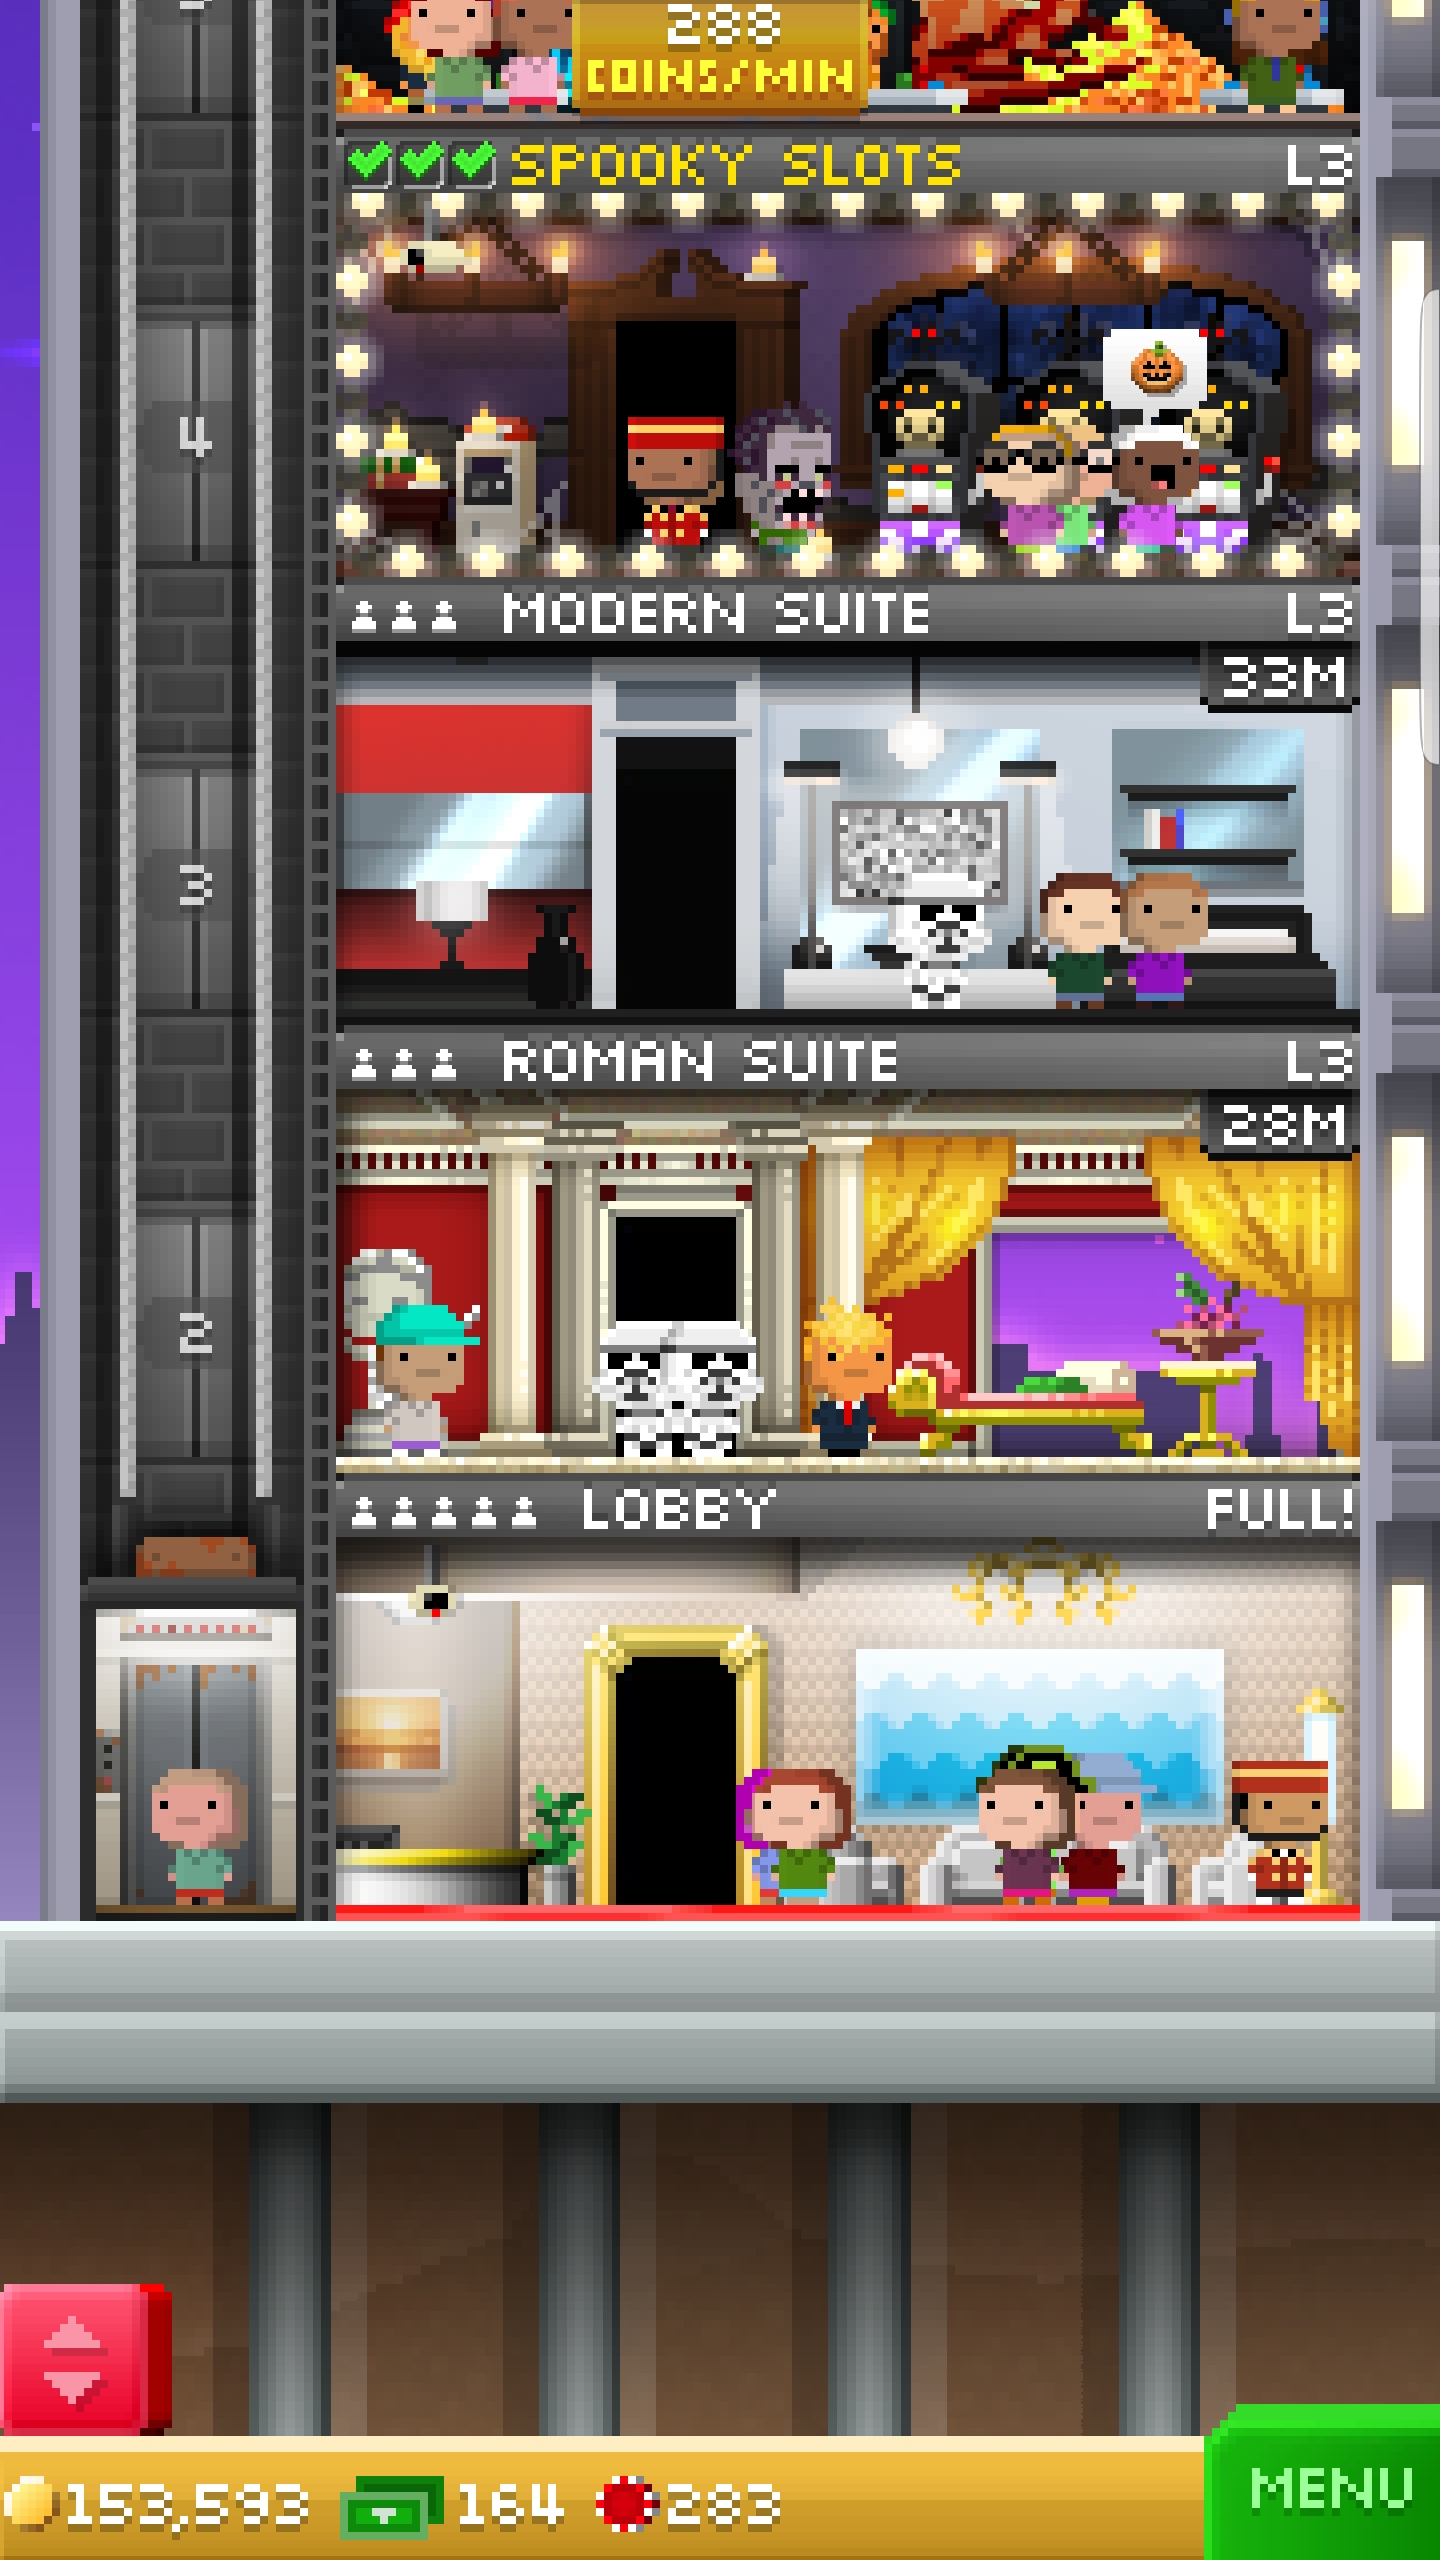 288
COINS/MIN
SPOOKY SLOTS L3
4
MODERN SUITE L3
33M
3
ROMAN SUITE L3
28M
2
LOBBY FULL!
153,593 164 283
MENU